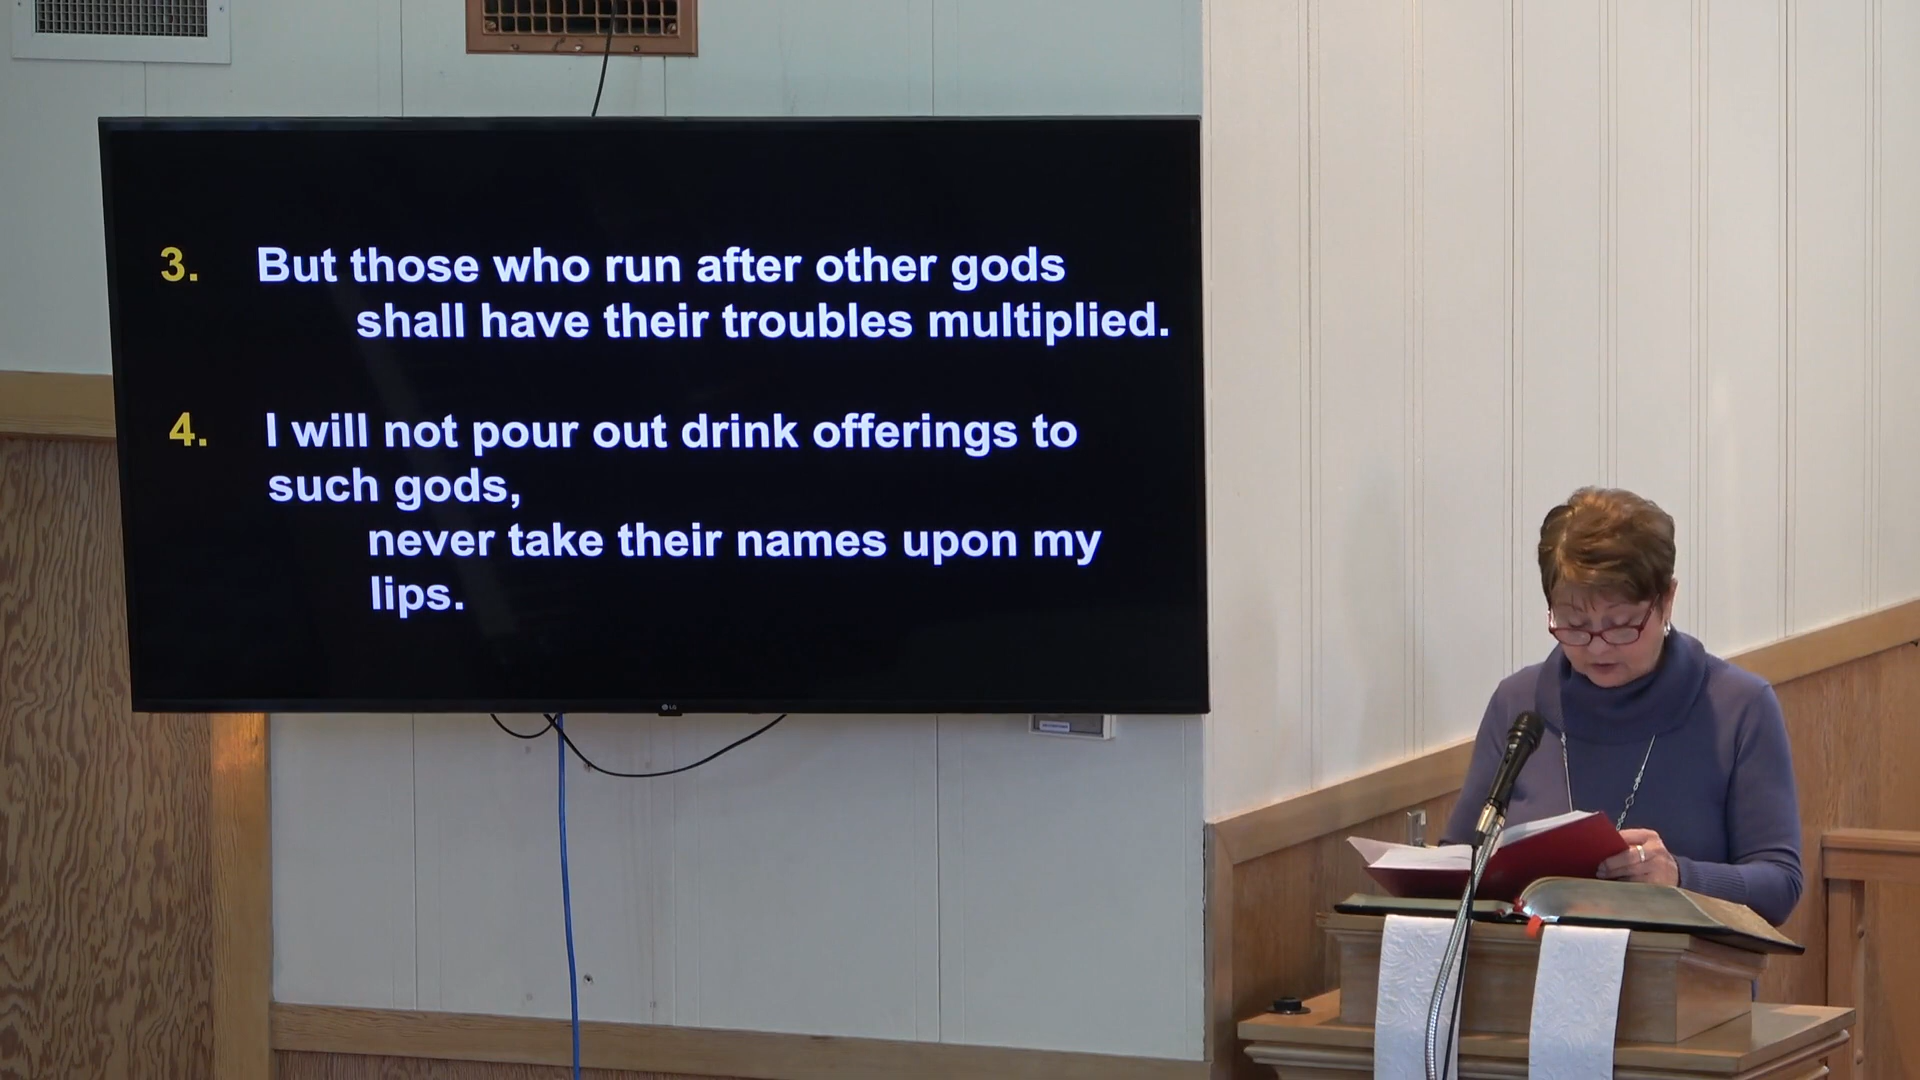 3. But those who run after other gods
shall have their troubles multiplied.
4. I will not pour out drink offerings to
such gods,
never take their names upon my
lips.
LG